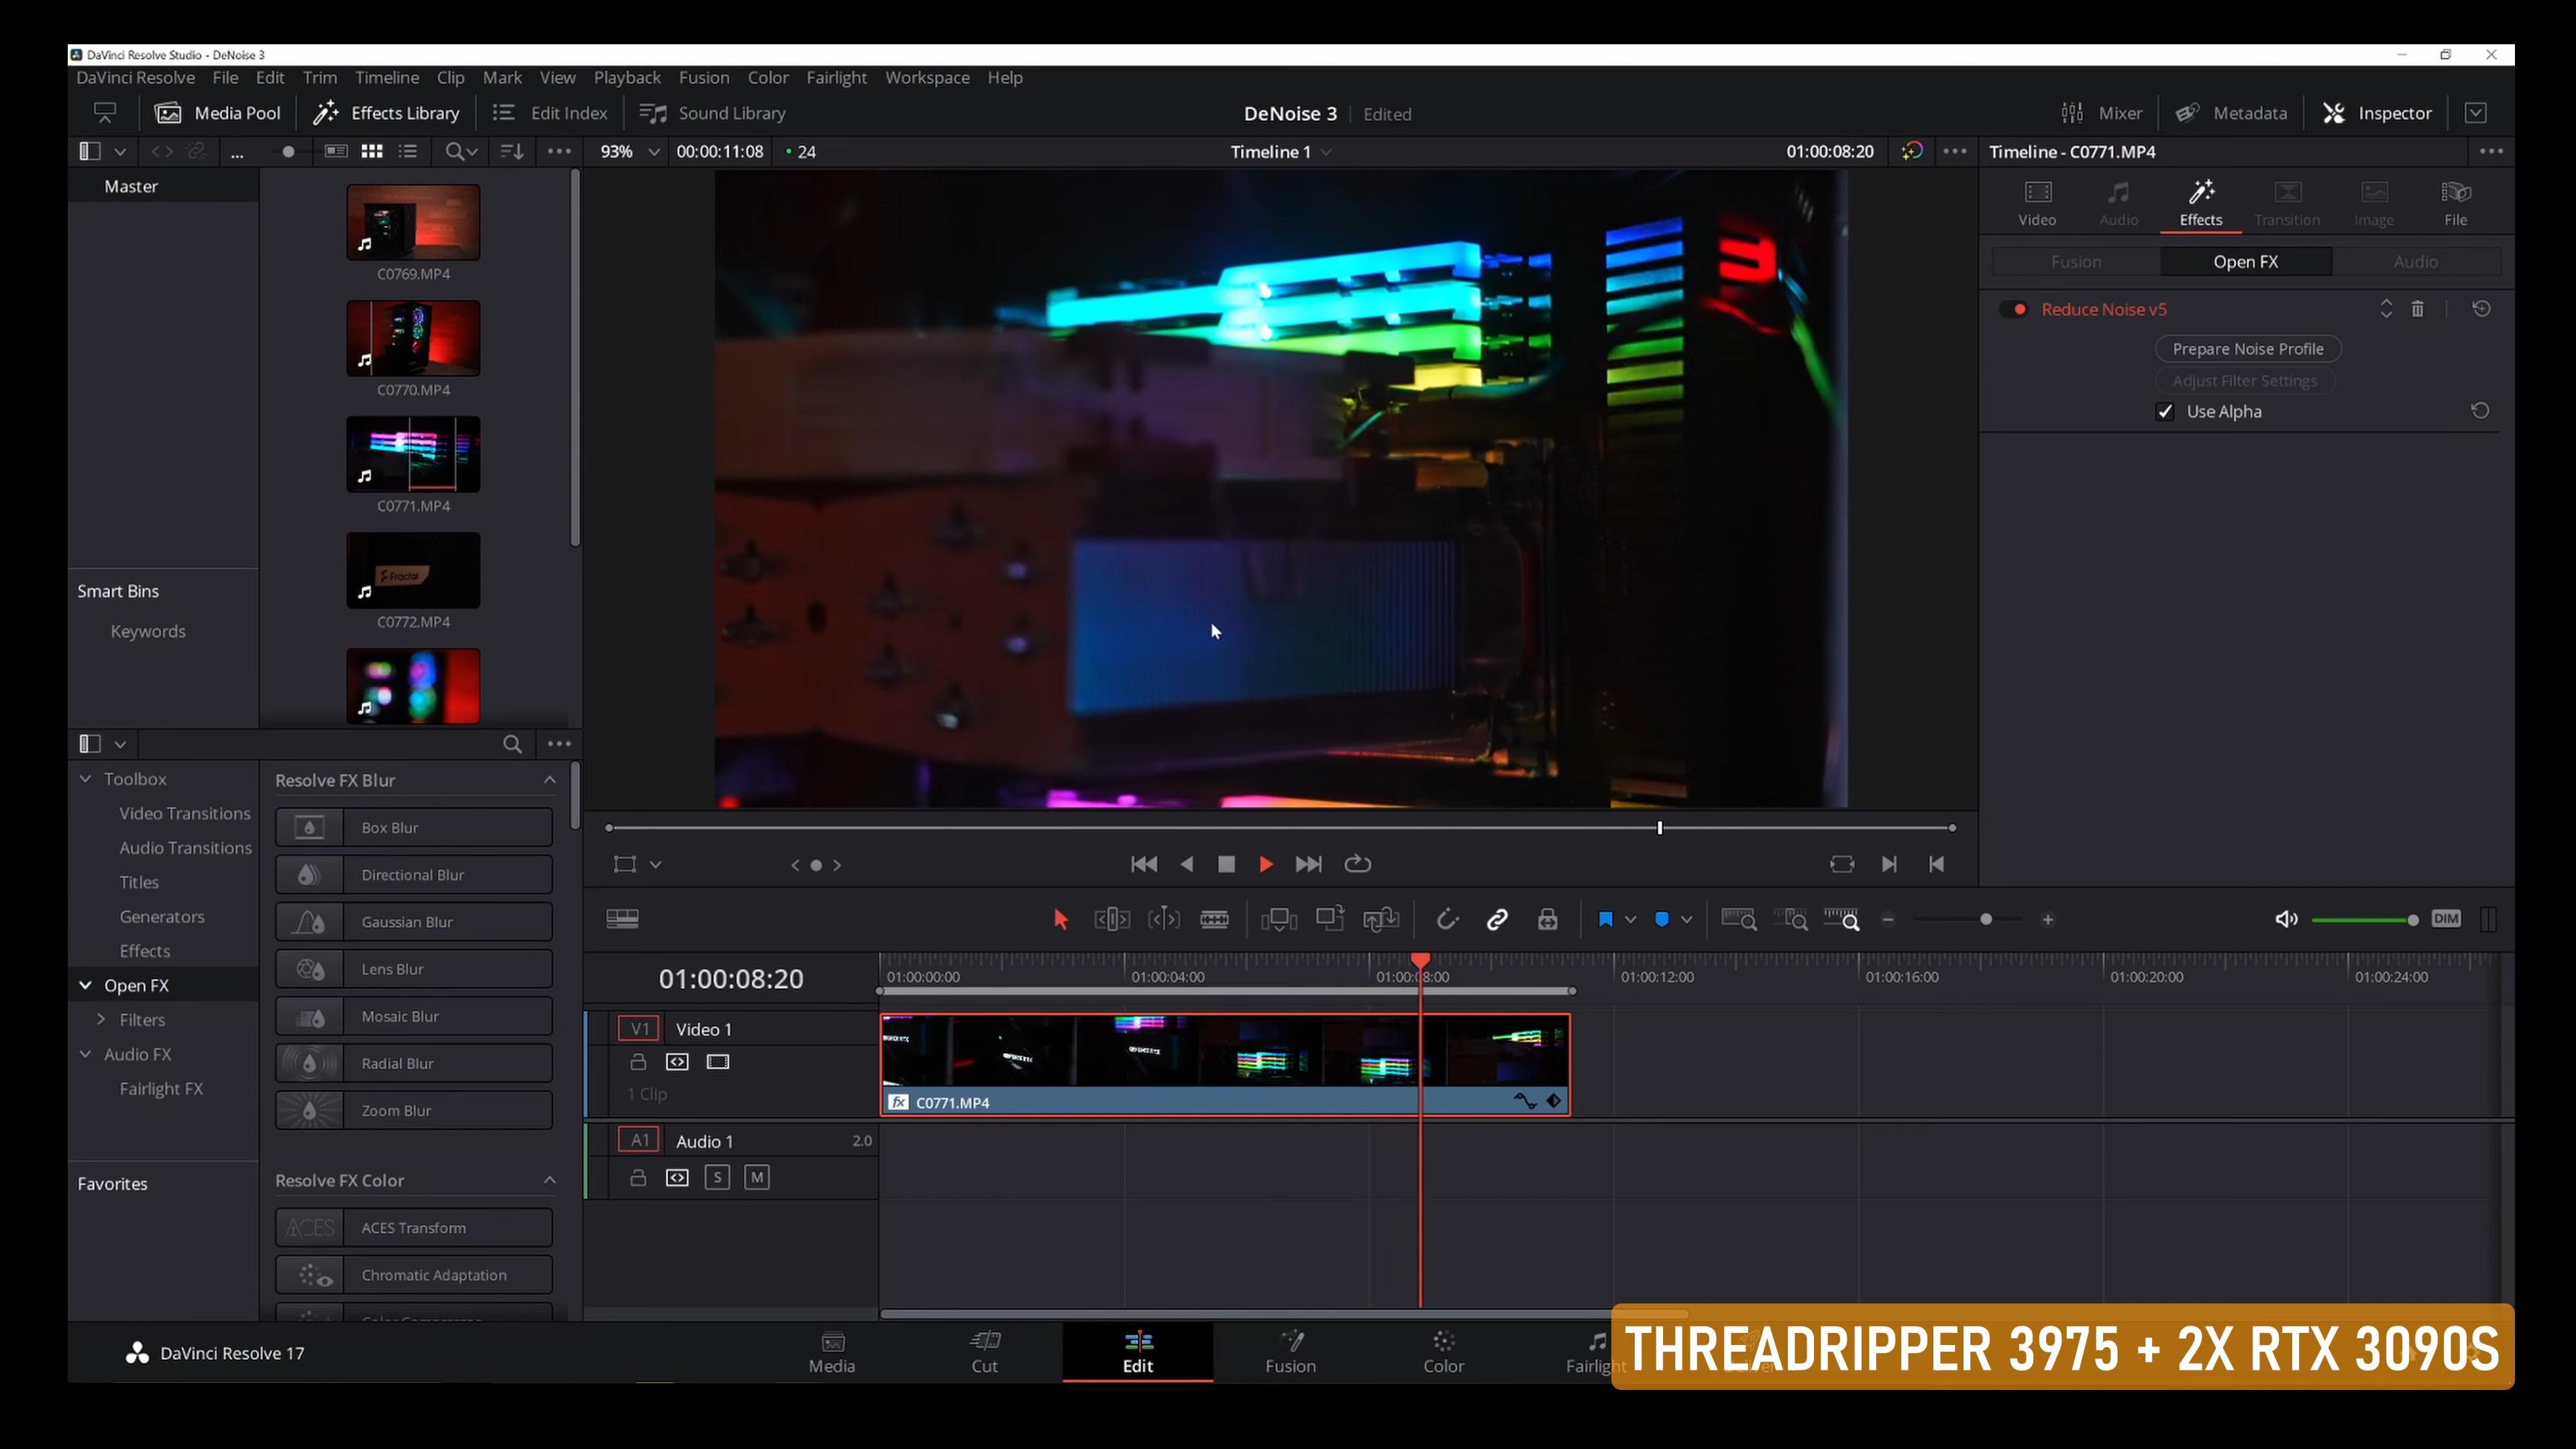 DaVinci Resolve Studio - DeNoise 3
DaVinci Resolve File Edit Trim Timeline Clip Mark View Playback Fusion Color Fairlight Workspace Help
Media Pool Effects Library Edit Index Sound Library DeNoise 3 Edited Mixer Metadata Inspector
... 93% 00:00:11:08 24 Timeline 1 01:00:08:20 Timeline - C0771.MP4
Master
C0769.MP4
C0770.MP4
C0771.MP4
Fractal
C0772.MP4
Smart Bins
Keywords
Video Audio Effects Transition Image File
Fusion Open FX Audio
Reduce Noise v5
Prepare Noise Profile
Adjust Filter Settings
Use Alpha
Toolbox
Video Transitions
Audio Transitions
Titles
Generators
Effects
Open FX
Filters
Audio FX
Fairlight FX
Favorites
Resolve FX Blur
Box Blur
Directional Blur
Gaussian Blur
Lens Blur
Mosaic Blur
Radial Blur
Zoom Blur
Resolve FX Color
ACES ACES Transform
Chromatic Adaptation
DIM
01:00:08:20 01:00:00:00 01:00:04:00 01:00:08:00 01:00:12:00 01:00:16:00 01:00:20:00 01:00:24:00
V1 Video 1
1 Clip
fx C0771.MP4
A1 Audio 1 2.0
S M
DaVinci Resolve 17
Media Cut Edit Fusion Color Fairlight
THREADRIPPER 3975 + 2X RTX 3090S